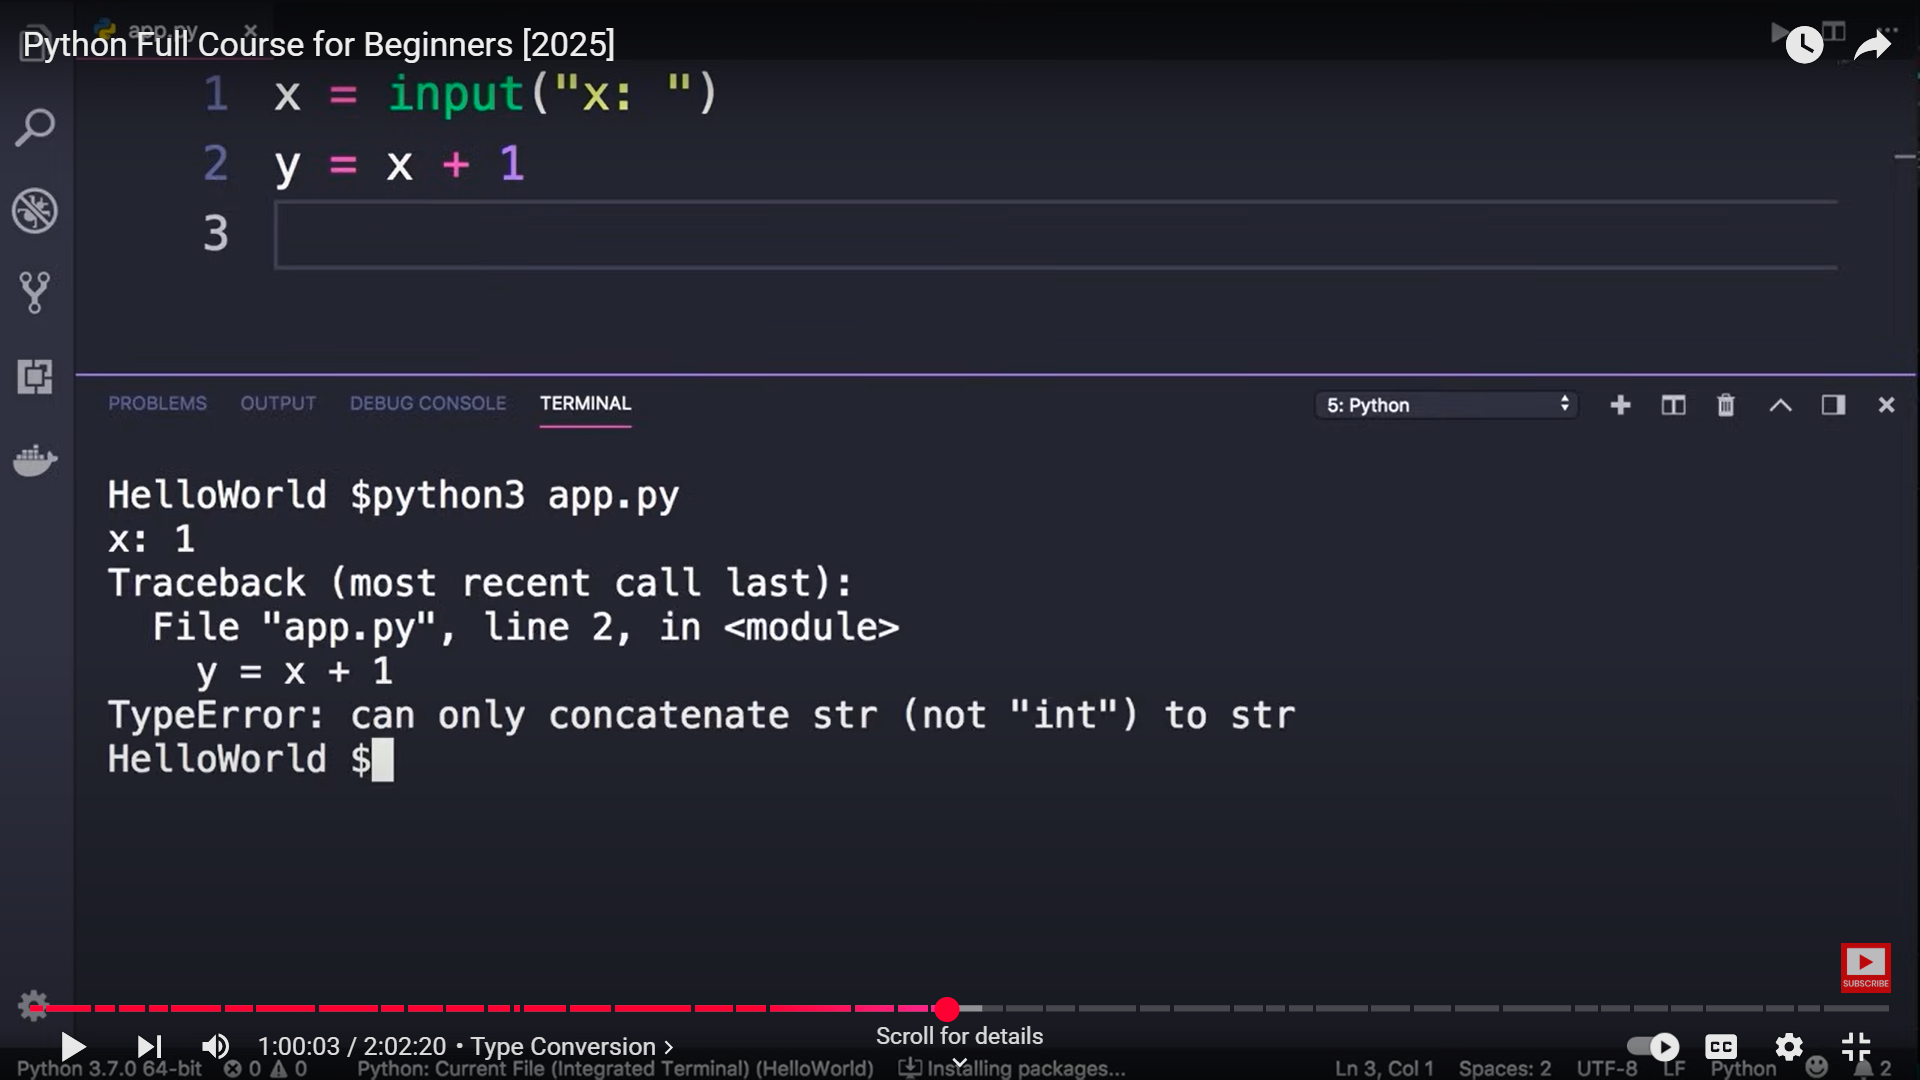 Python Full Course for Beginners [2025]
app.py
1 x = input("x: ")
2 y = x + 1
3
PROBLEMS OUTPUT DEBUG CONSOLE TERMINAL 5: Python
HelloWorld $python3 app.py
x: 1
Traceback (most recent call last):
  File "app.py", line 2, in <module>
    y = x + 1
TypeError: can only concatenate str (not "int") to str
HelloWorld $
SUBSCRIBE
Scroll for details
1:00:03 / 2:02:20 • Type Conversion
CC
Python 3.7.0 64-bit 0 0 Python: Current File (Integrated Terminal) (HelloWorld) Installing packages... Ln 3, Col 1 Spaces: 2 UTF-8 LF Python 2